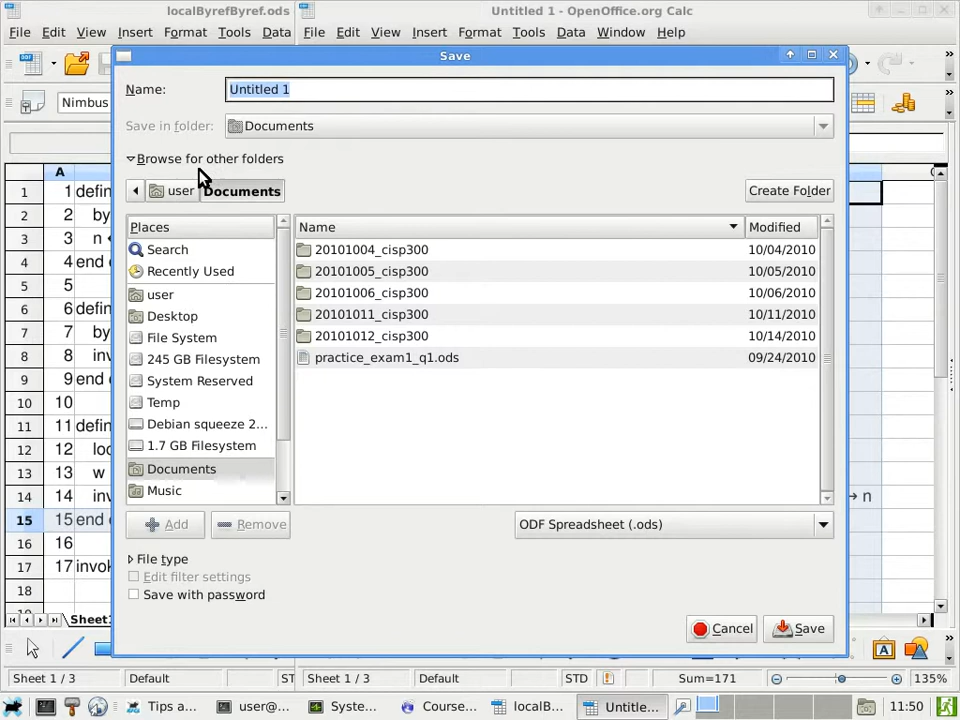 localByrefByref.ods
Untitled 1 - OpenOffice.org Calc
File Edit View Insert Format Tools Data
File Edit View Insert Format Tools Data Window Help
Save
Name: Untitled 1
Nimbus
Save in folder: Documents
Browse for other folders
user Documents Create Folder
Places
Search
Recently Used
user
Desktop
File System
245 GB Filesystem
System Reserved
Temp
Debian squeeze 2...
1.7 GB Filesystem
Documents
Music
Name Modified
20101004_cisp300 10/04/2010
20101005_cisp300 10/05/2010
20101006_cisp300 10/06/2010
20101011_cisp300 10/11/2010
20101012_cisp300 10/14/2010
practice_exam1_q1.ods 09/24/2010
Add Remove
ODF Spreadsheet (.ods)
File type
Edit filter settings
Save with password
Cancel Save
A
1 1 defin
2 2 by
3 3 n
4 4 end
5 5
6 6 defin
7 7 by
8 8 inv
9 9 end
10 10
11 11 defin
12 12 loc
13 13 w
14 14 inv → n
15 15 end
16 16
17 17 invok
18
Sheet1
Sheet 1 / 3 Default ST
Sheet 1 / 3 Default STD Sum=171 135%
Tips a... user@... Syste... Course... localB... Untitle... 11:50